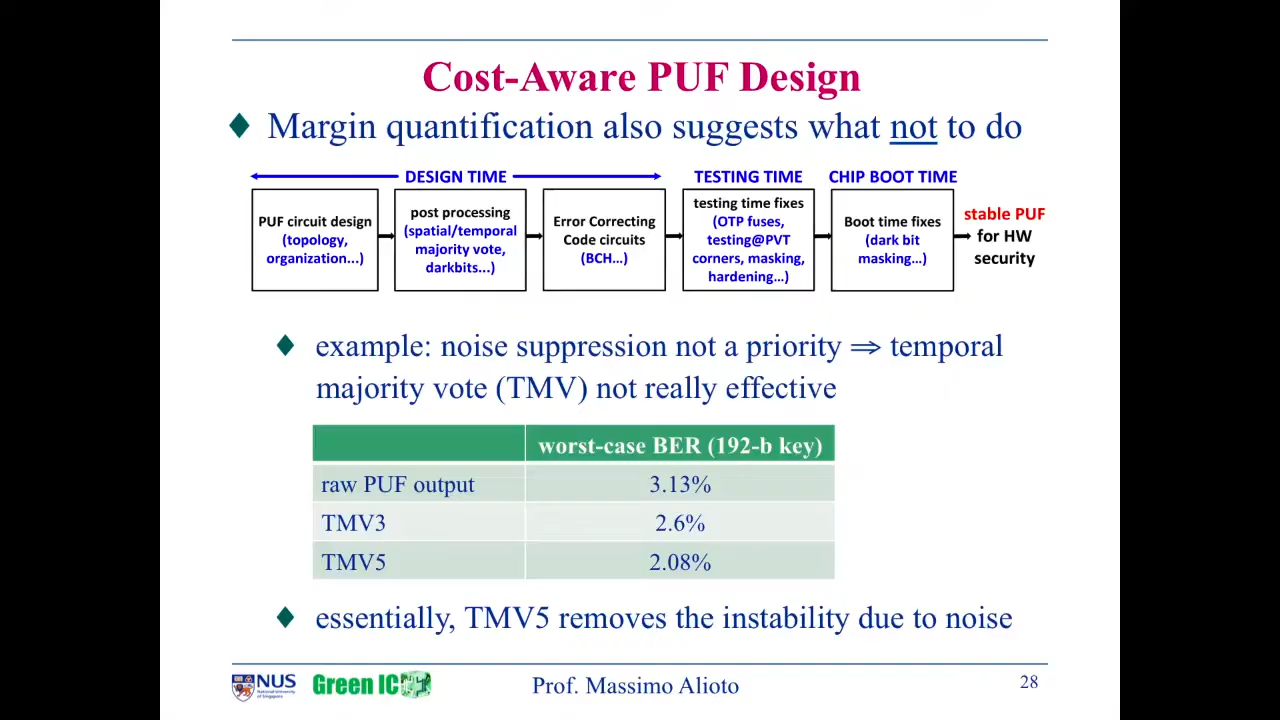 Cost-Aware PUF Design
Margin quantification also suggests what not to do
DESIGN TIME
TESTING TIME
CHIP BOOT TIME
PUF circuit design
(topology,
organization...)
post processing
(spatial/temporal
majority vote,
darkbits...)
Error Correcting
Code circuits
(BCH...)
testing time fixes
(OTP fuses,
testing@PVT
corners, masking,
hardening...)
Boot time fixes
(dark bit
masking...)
stable PUF
for HW
security
example: noise suppression not a priority ⇒ temporal
majority vote (TMV) not really effective
worst-case BER (192-b key)
raw PUF output 3.13%
TMV3 2.6%
TMV5 2.08%
essentially, TMV5 removes the instability due to noise
NUS
National University
of Singapore
Green IC
Prof. Massimo Alioto
28